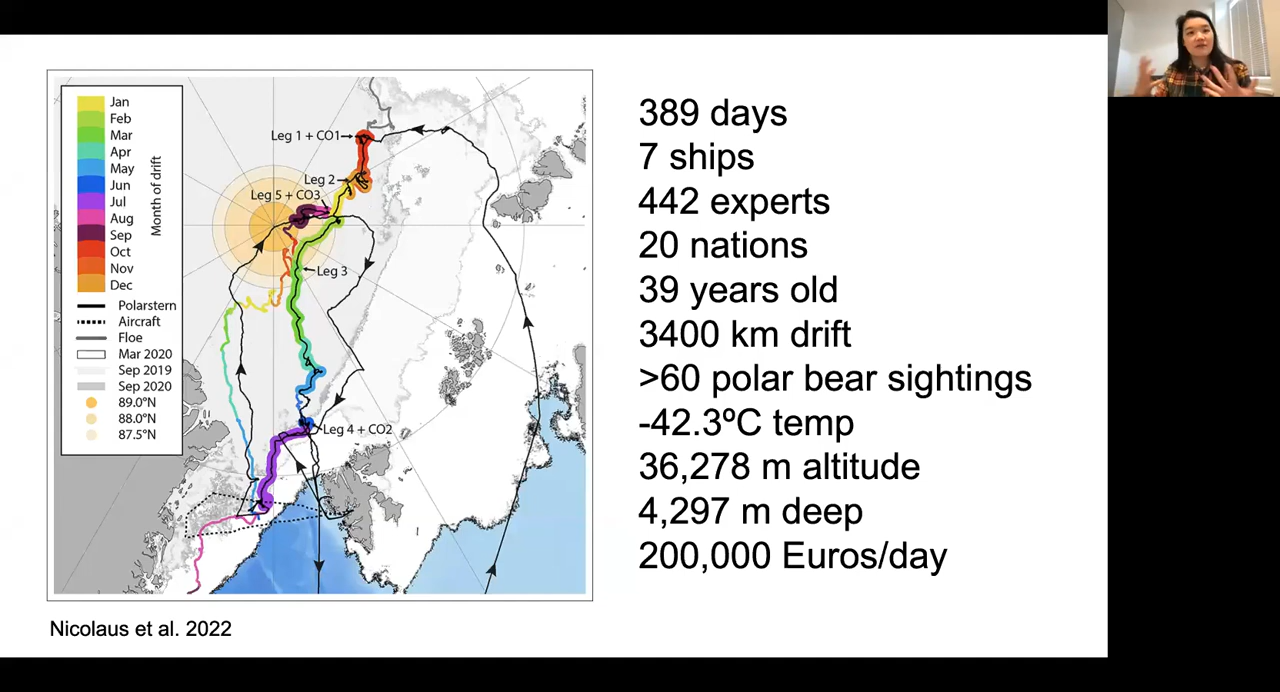 Jan
Feb
Mar
Apr
May
Jun
Jul
Aug
Sep
Oct
Nov
Dec
Month of drift
Polarstern
Aircraft
Floe
Mar 2020
Sep 2019
Sep 2020
89.0°N
88.0°N
87.5°N
Leg 1 + CO1
Leg 2
Leg 5 + CO3
Leg 3
Leg 4 + CO2
Nicolaus et al. 2022
389 days
7 ships
442 experts
20 nations
39 years old
3400 km drift
>60 polar bear sightings
-42.3ºC temp
36,278 m altitude
4,297 m deep
200,000 Euros/day